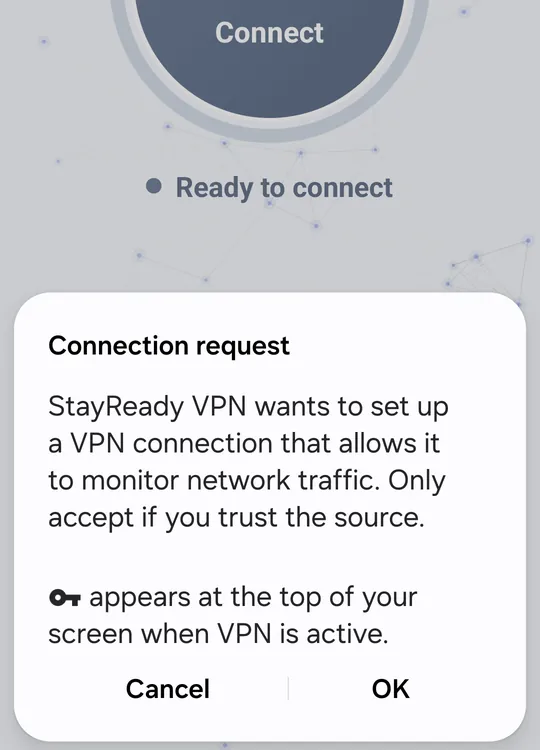 Connect
Ready to connect
Connection request
StayReady VPN wants to set up
a VPN connection that allows it
to monitor network traffic. Only
accept if you trust the source.
appears at the top of your
screen when VPN is active.
Cancel
OK